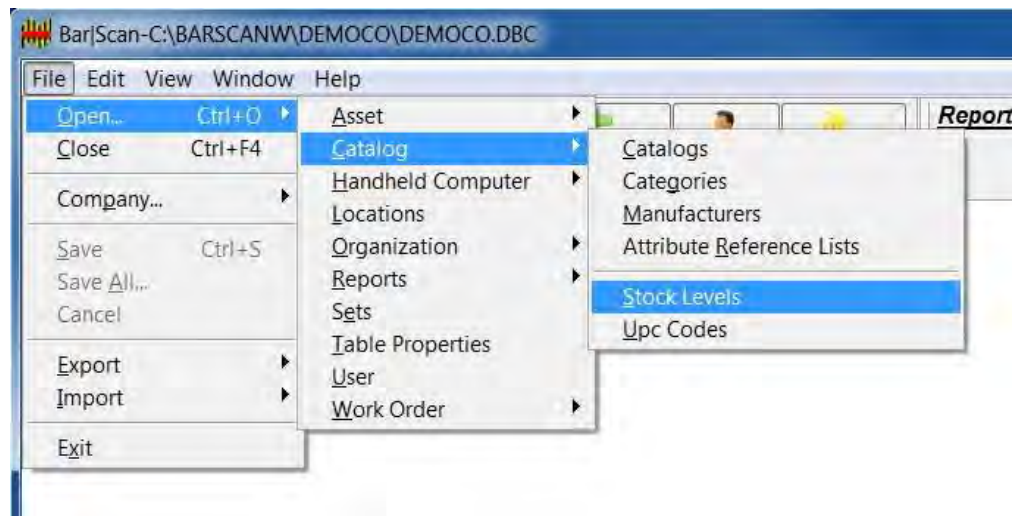 Bar|Scan-C:\BARSCANW\DEMOCO\DEMOCO.DBC
File Edit View Window Help
Report
Open... Ctrl+O
Close Ctrl+F4
Company...
Save Ctrl+S
Save All...
Cancel
Export
Import
Exit
Asset
Catalog
Handheld Computer
Locations
Organization
Reports
Sets
Table Properties
User
Work Order
Catalogs
Categories
Manufacturers
Attribute Reference Lists
Stock Levels
Upc Codes